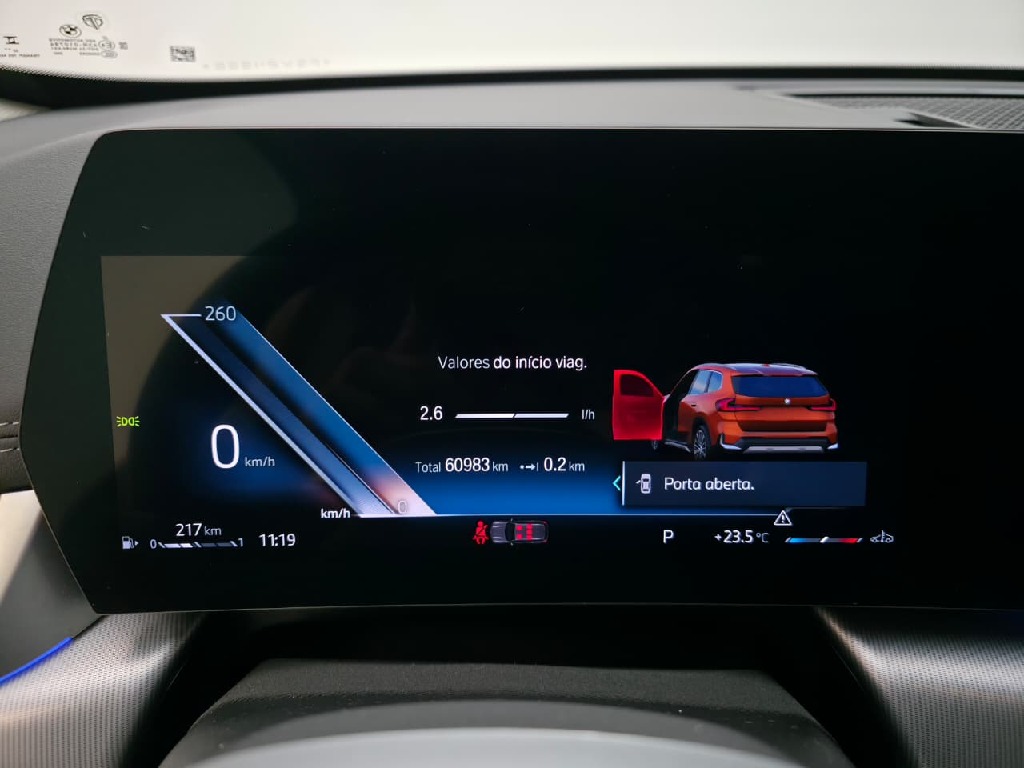 260
Valores do início viag.
2.6 l/h
0 km/h
Total 60983 km 0.2 km
Porta aberta.
km/h 0
217 km
0 1 11:19
P +23.5 °C